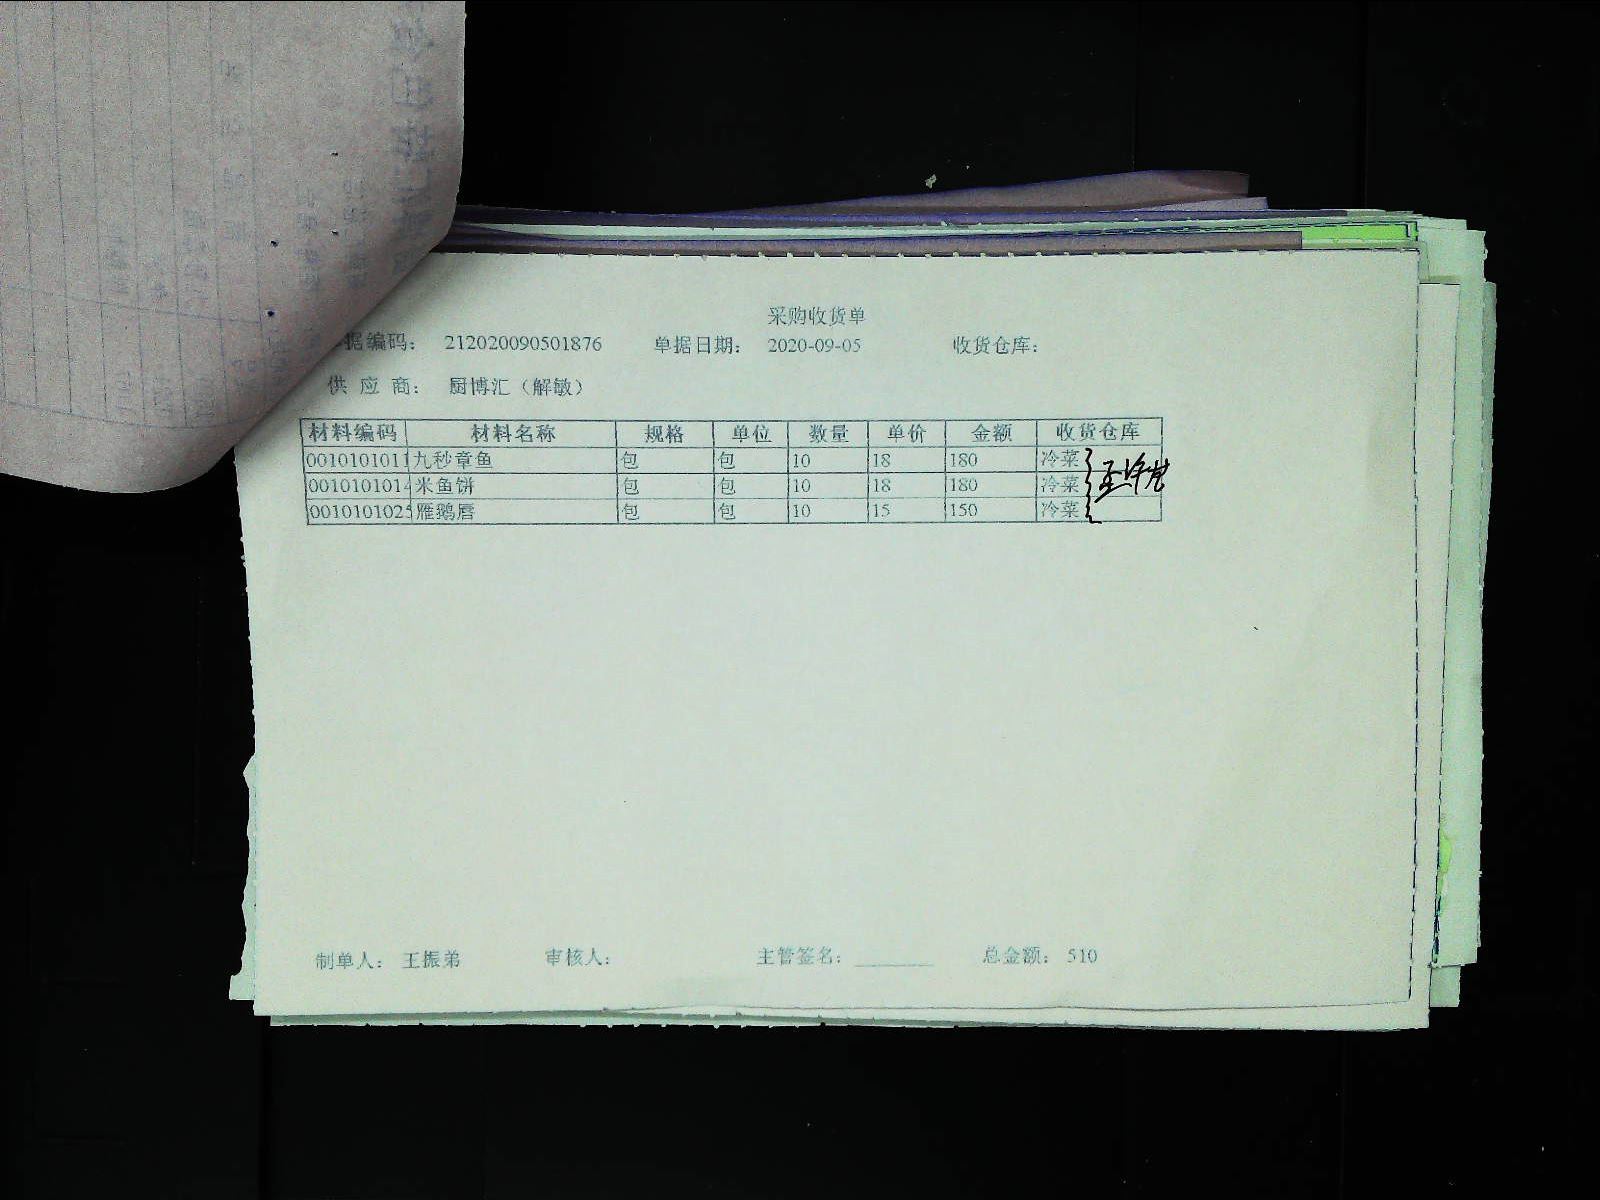 采购收货单
据编码： 212020090501876 单据日期： 2020-09-05 收货仓库：
供 应 商： 厨博汇（解敏）
材料编码 材料名称 规格 单位 数量 单价 金额 收货仓库
0010101011 九秒章鱼 包 包 10 18 180 冷菜
0010101014 米鱼饼 包 包 10 18 180 冷菜
0010101025 雁鹅唇 包 包 10 15 150 冷菜
制单人： 王振弟 审核人： 主管签名： 总金额： 510